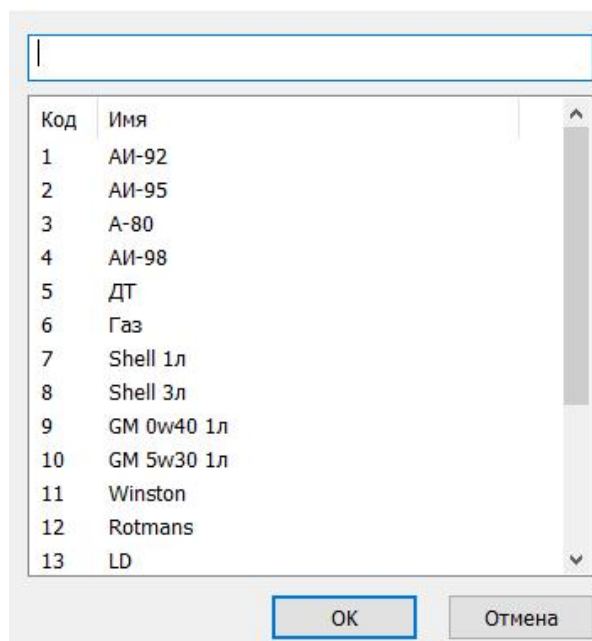 Код Имя
1 АИ-92
2 АИ-95
3 А-80
4 АИ-98
5 ДТ
6 Газ
7 Shell 1л
8 Shell 3л
9 GM 0w40 1л
10 GM 5w30 1л
11 Winston
12 Rotmans
13 LD
OK Отмена